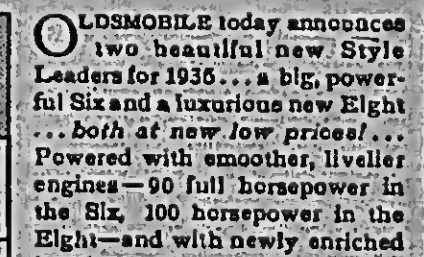 OLDSMOBILE today announces
two beautiful new Style
Leaders for 1936...a big, power-
ful Six and a luxurious new Eight
...both at new low prices!...
Powered with smoother, livelier
engines—90 full horsepower in
the Six, 100 horsepower in the
Eight—and with newly enriched